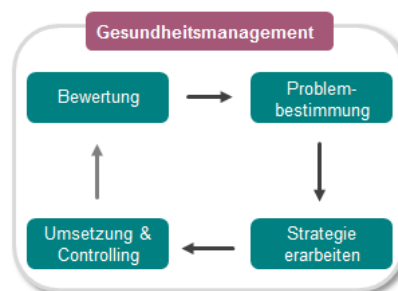 Gesundheitsmanagement
Bewertung
Problem-
bestimmung
Umsetzung &
Controlling
Strategie
erarbeiten